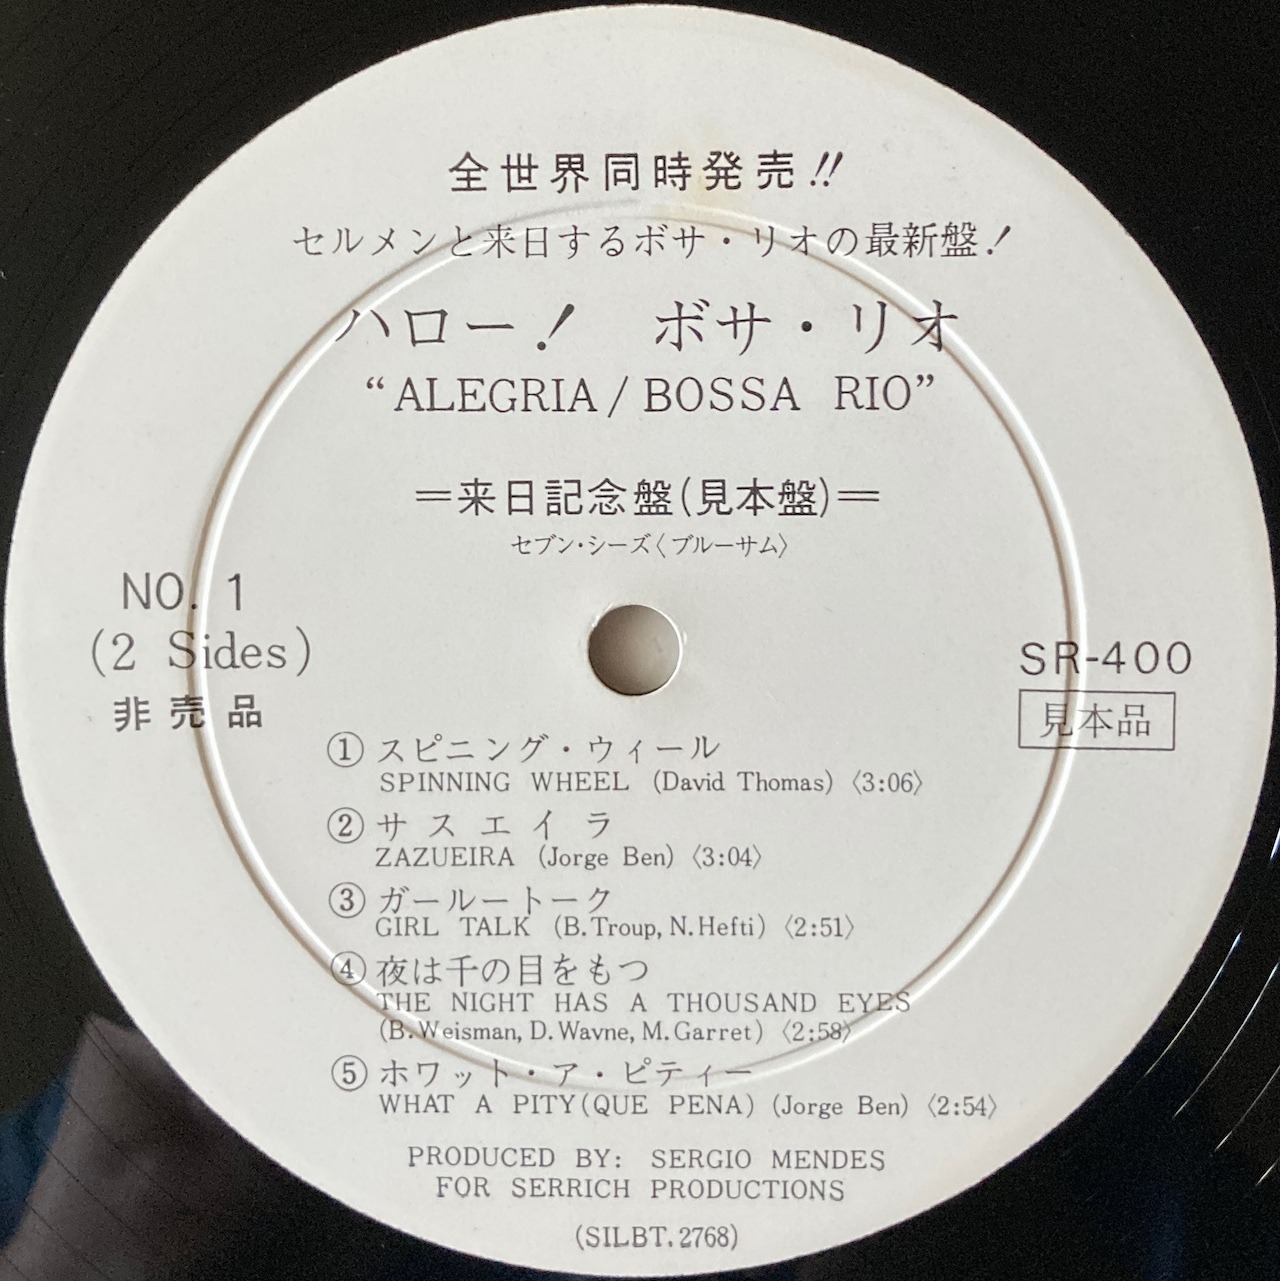 全世界同時発売!!
セルメンと来日するボサ・リオの最新盤!
ハロー! ボサ・リオ
“ALEGRIA/BOSSA RIO”
=来日記念盤(見本盤)=
セブン・シーズ〈ブルーサム〉
NO. 1
(2 Sides)
非売品
SR-400
見本品
① スピニング・ウィール
SPINNING WHEEL (David Thomas) 〈3:06〉
② サスエイラ
ZAZUEIRA (Jorge Ben) 〈3:04〉
③ ガールートーク
GIRL TALK (B.Troup, N.Hefti) 〈2:51〉
④ 夜は千の目をもつ
THE NIGHT HAS A THOUSAND EYES
(B.Weisman, D.Wavne, M.Garret) 〈2:58〉
⑤ ホワット・ア・ピティー
WHAT A PITY(QUE PENA) (Jorge Ben) 〈2:54〉
PRODUCED BY: SERGIO MENDES
FOR SERRICH PRODUCTIONS
(SILBT. 2768)